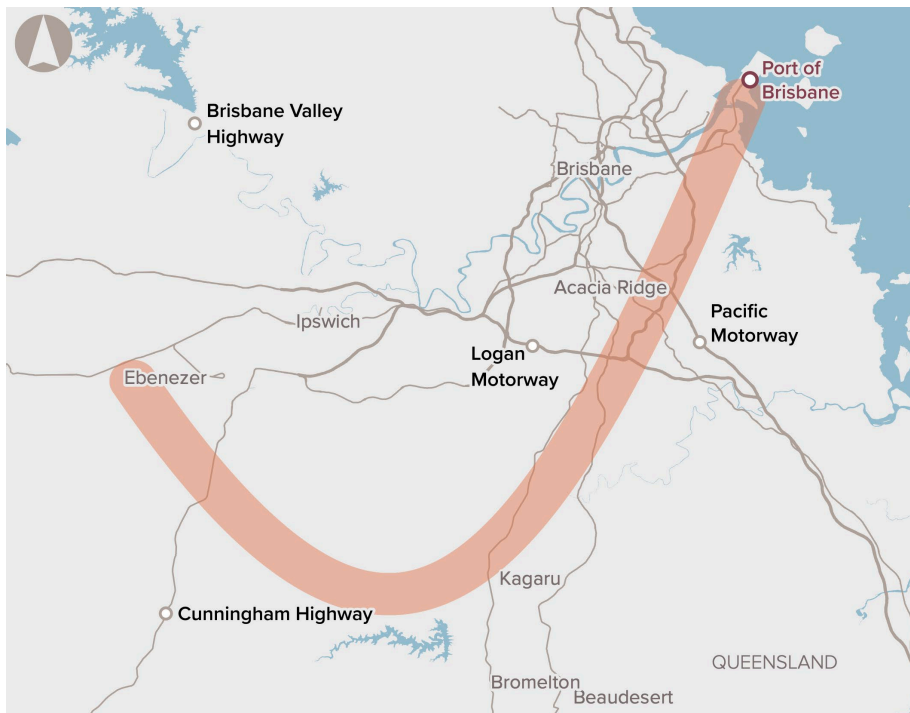 Port of
Brisbane
Brisbane Valley
Highway
Brisbane
Acacia Ridge
Ipswich
Pacific
Motorway
Logan
Motorway
Ebenezer
Kagaru
Cunningham Highway
QUEENSLAND
Bromelton
Beaudesert